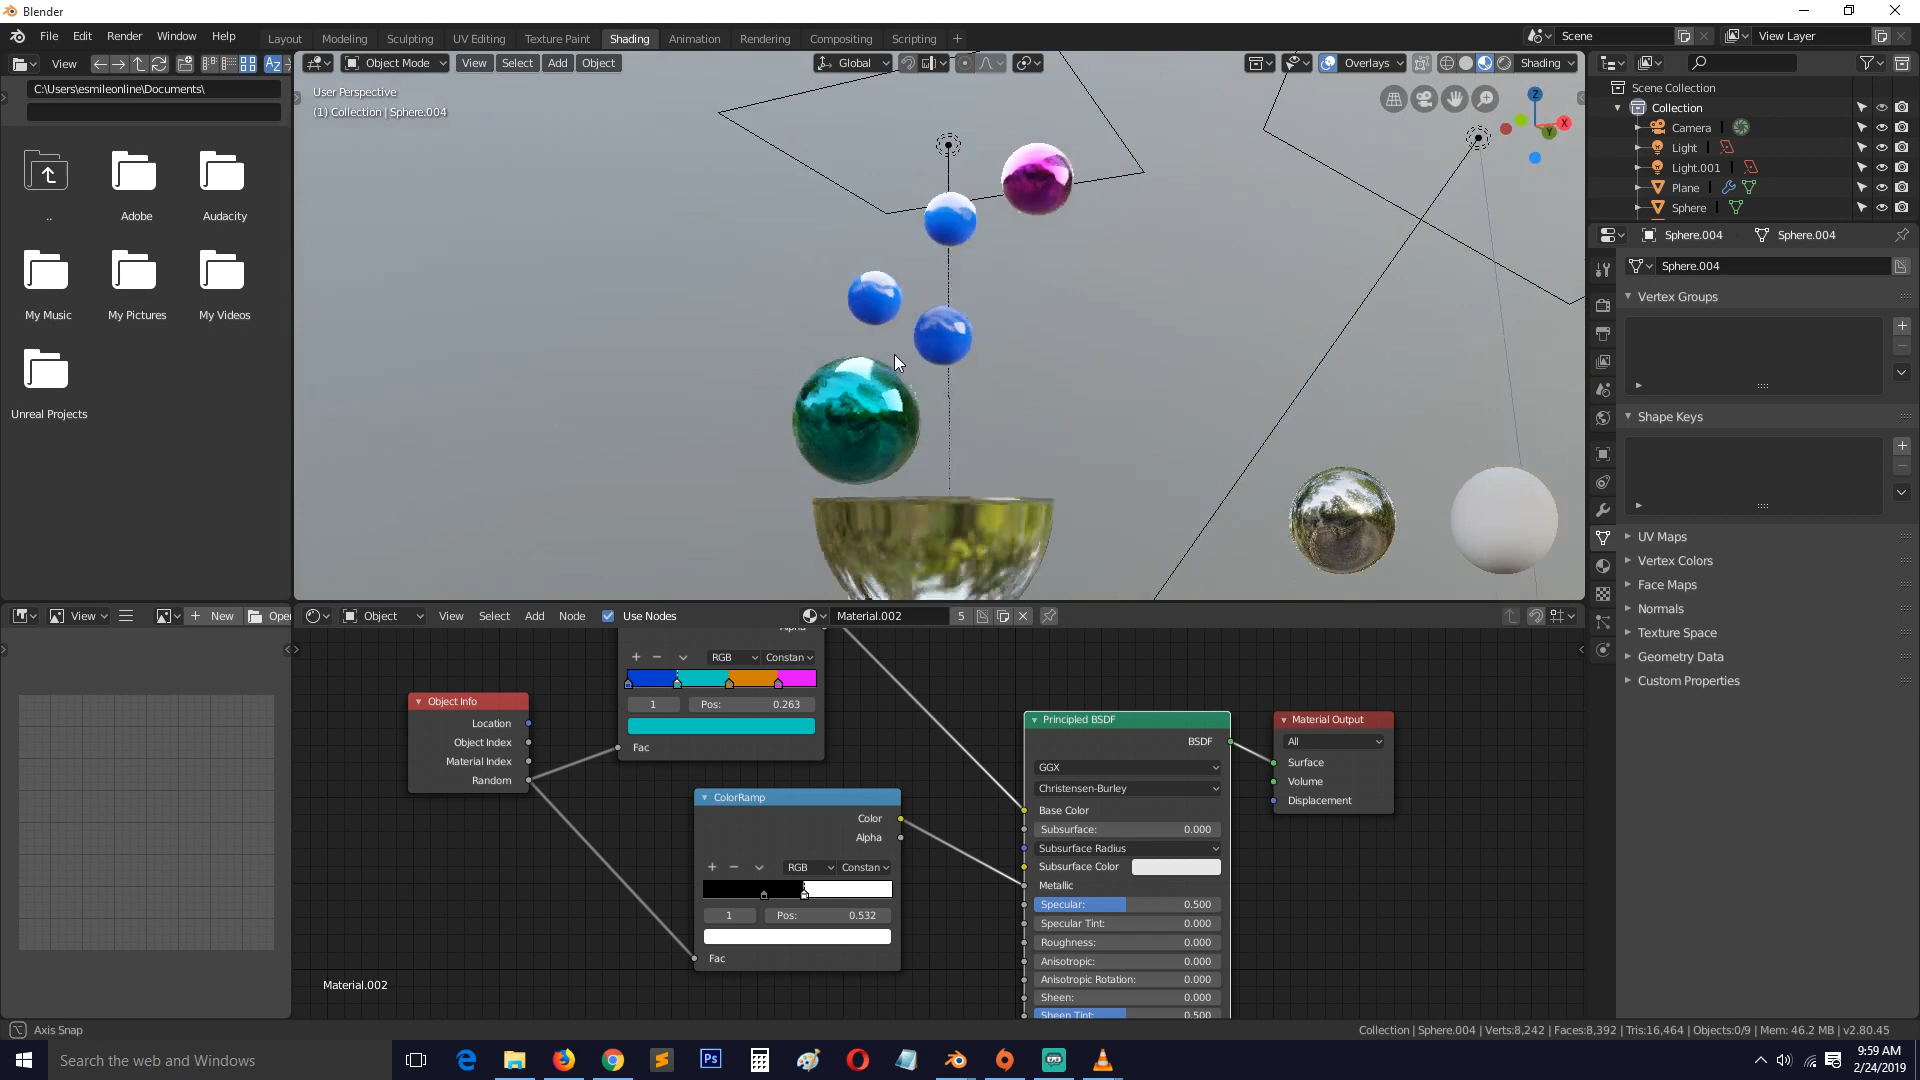 Blender
File Edit Render Window Help
Layout Modeling Sculpting UV Editing Texture Paint Shading Animation Rendering Compositing Scripting +
Scene
View Layer
View
Object Mode View Select Add Object
Global
Overlays
Shading
C:\Users\esmileonline\Documents\
User Perspective
(1) Collection | Sphere.004
Z
X
Y
.. Adobe Audacity
My Music My Pictures My Videos
Unreal Projects
Scene Collection
Collection
Camera
Light
Light.001
Plane
Sphere
Sphere.004 Sphere.004
Sphere.004
Vertex Groups
Shape Keys
UV Maps
Vertex Colors
Face Maps
Normals
Texture Space
Geometry Data
Custom Properties
View
New
Open
Object View Select Add Node Use Nodes
Material.002 5
Alpha
RGB Constan
1 Pos: 0.263
Fac
Object Info
Location
Object Index
Material Index
Random
ColorRamp
Color
Alpha
RGB Constan
1 Pos: 0.532
Fac
Principled BSDF
BSDF
GGX
Christensen-Burley
Base Color
Subsurface: 0.000
Subsurface Radius
Subsurface Color
Metallic
Specular: 0.500
Specular Tint: 0.000
Roughness: 0.000
Anisotropic: 0.000
Anisotropic Rotation: 0.000
Sheen: 0.000
Sheen Tint: 0.500
Material Output
All
Surface
Volume
Displacement
Material.002
Axis Snap
Collection | Sphere.004 | Verts:8,242 | Faces:8,392 | Tris:16,464 | Objects:0/9 | Mem: 46.2 MB | v2.80.45
Search the web and Windows
Ps
9:59 AM
2/24/2019